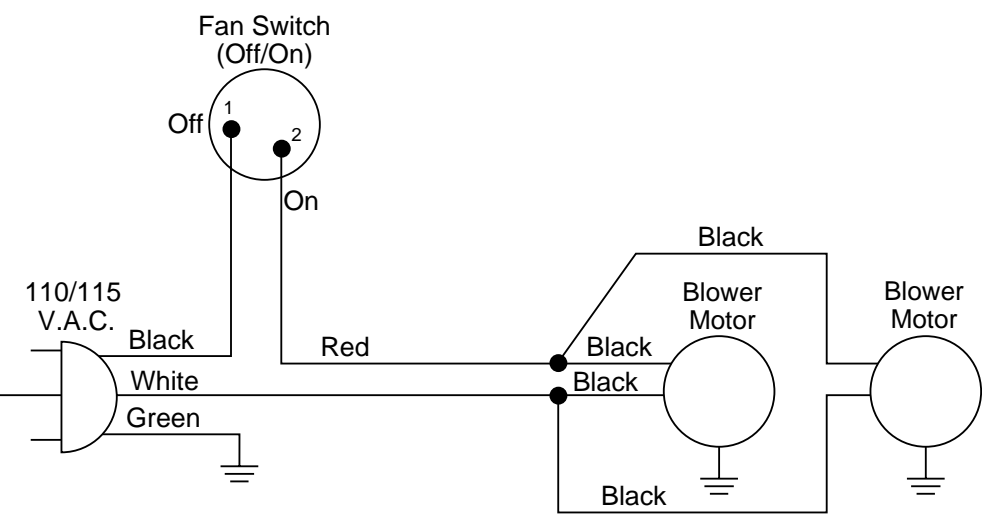 Fan Switch
(Off/On)
1
Off
2
On
Black
110/115
V.A.C.
Blower
Motor
Blower
Motor
Black
Red
Black
White
Black
Green
Black